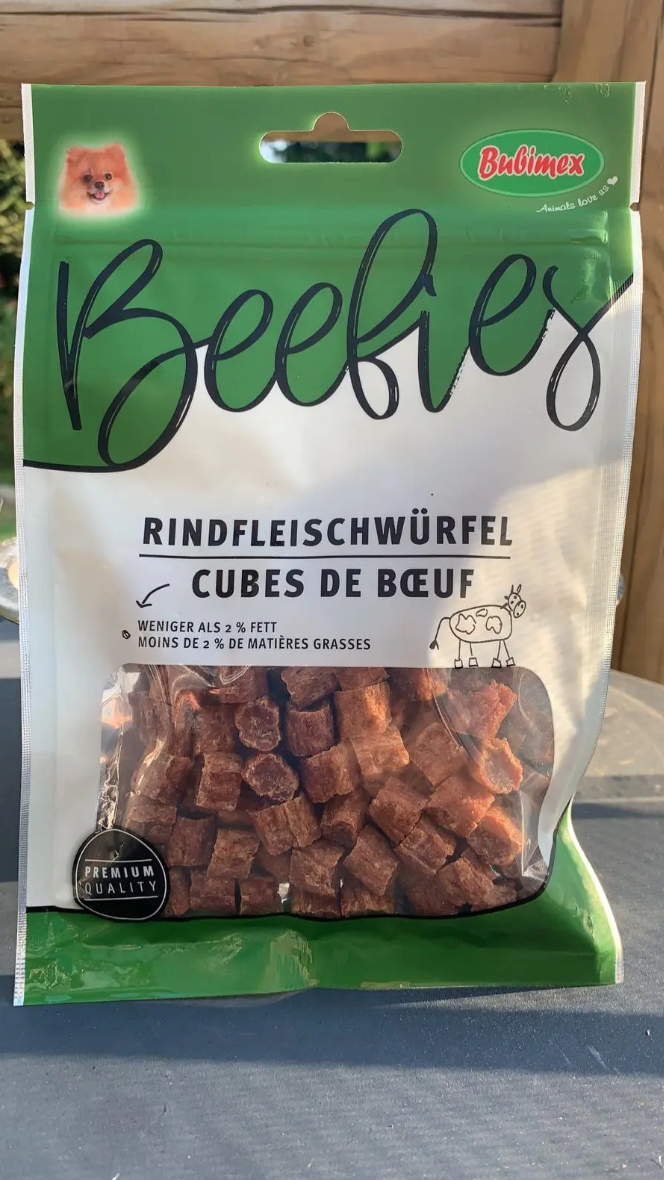 Bubimex
Animals love us
Beefies
RINDFLEISCHWÜRFEL
CUBES DE BŒUF
WENIGER ALS 2 % FETT
MOINS DE 2 % DE MATIÈRES GRASSES
PREMIUM
QUALITY